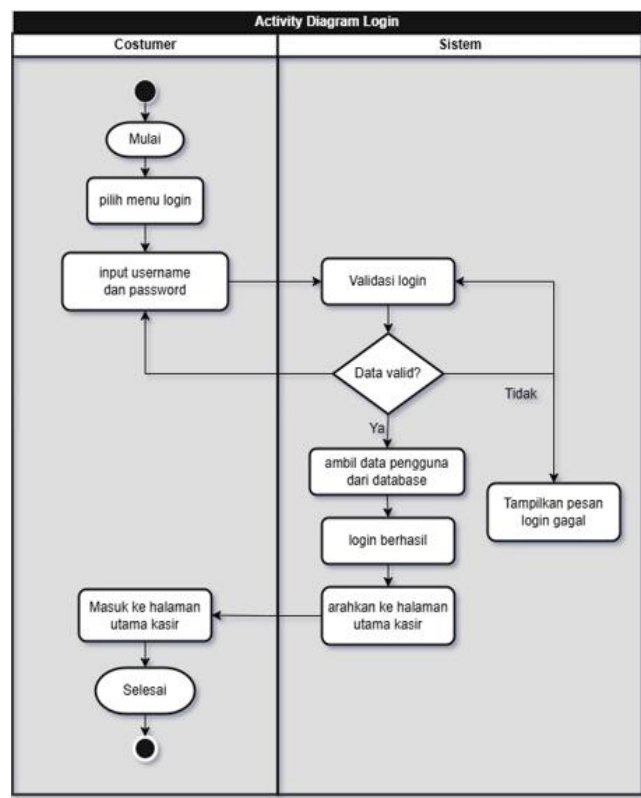 Activity Diagram Login
Costumer
Sistem
Mulai
pilih menu login
input username
dan password
Validasi login
Data valid?
Tidak
Ya
ambil data pengguna
dari database
Tampilkan pesan
login gagal
login berhasil
Masuk ke halaman
utama kasir
arahkan ke halaman
utama kasir
Selesai